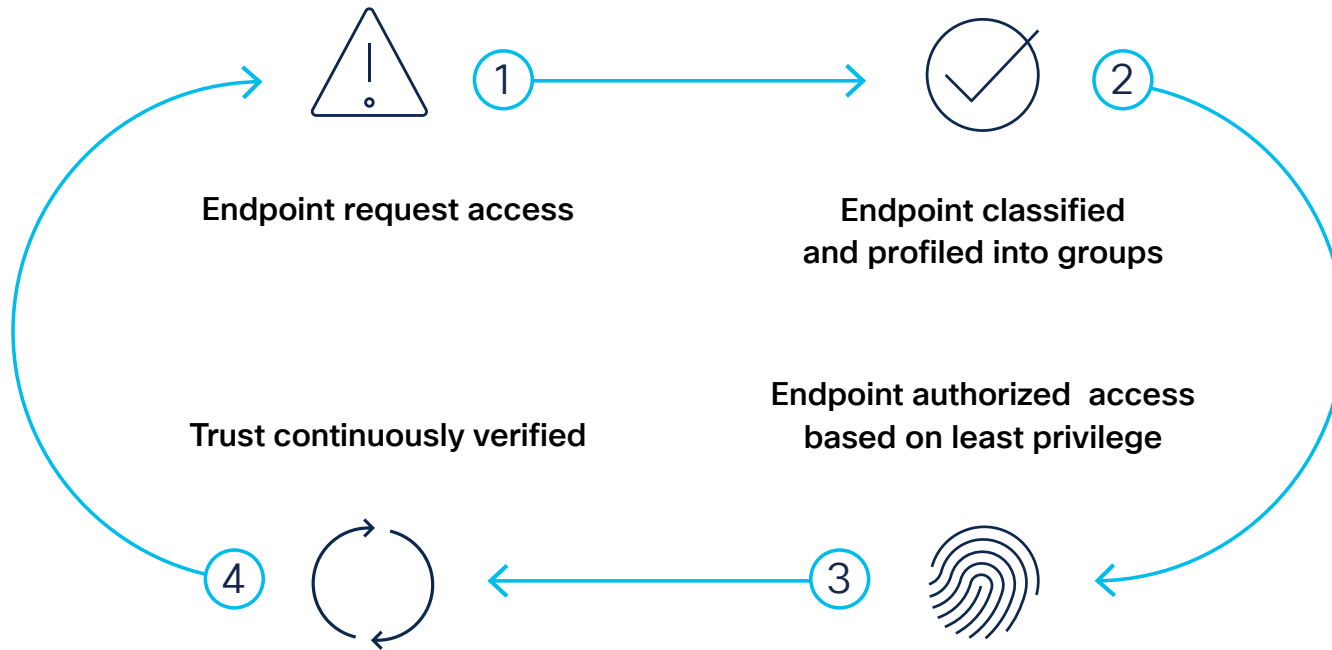 1
Endpoint request access
2
Endpoint classified
and profiled into groups
3
Endpoint authorized  access
based on least privilege
4
Trust continuously verified